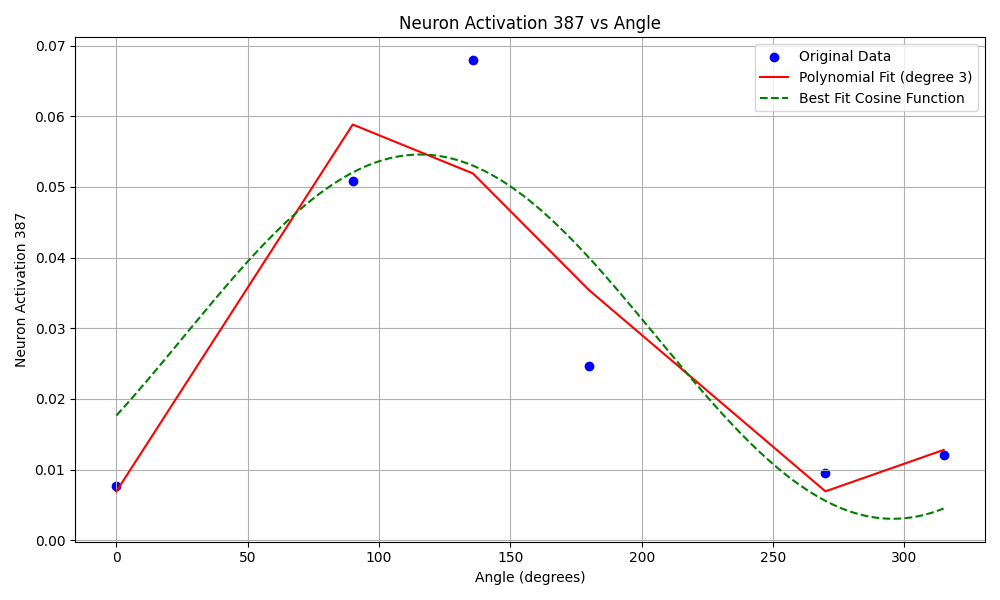 Neuron Activation 387 vs Angle
Original Data
Polynomial Fit (degree 3)
Best Fit Cosine Function
Neuron Activation 387
0.07
0.06
0.05
0.04
0.03
0.02
0.01
0.00
0 50 100 150 200 250 300
Angle (degrees)